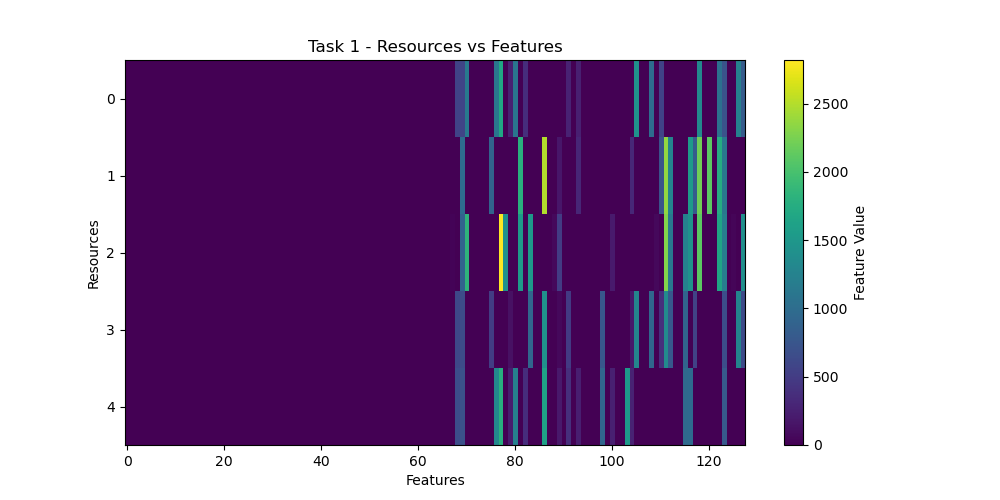 Task 1 - Resources vs Features
0
1
2
3
4
Resources
0 20 40 60 80 100 120
Features
2500
2000
1500
1000
500
0
Feature Value